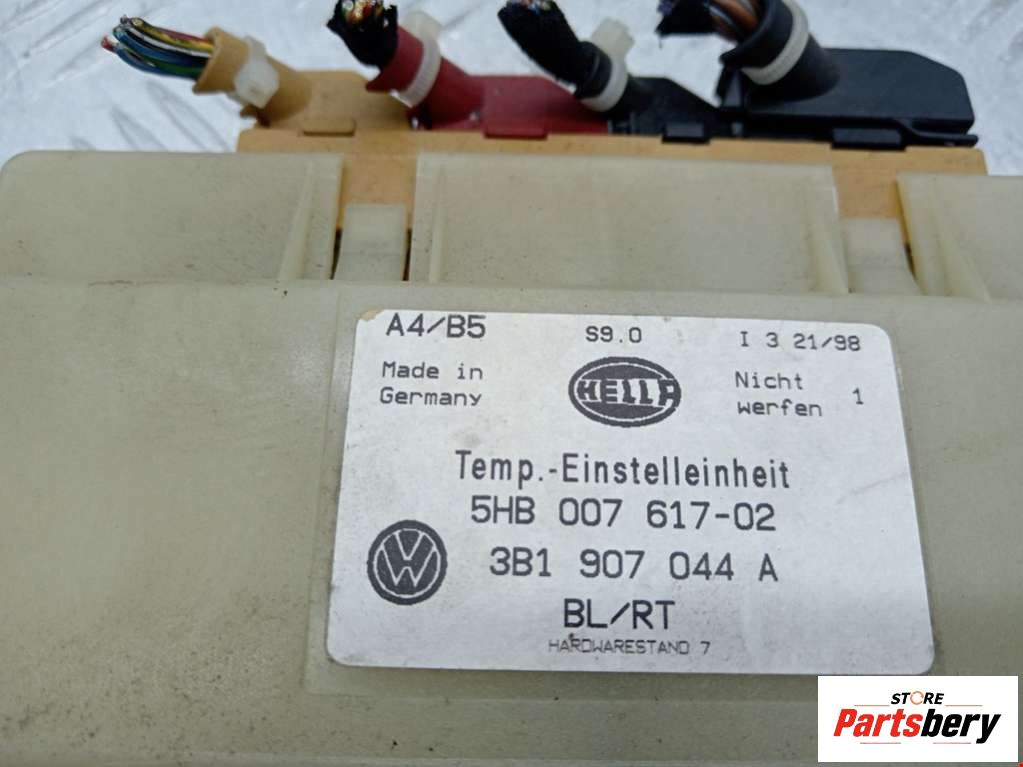 A4/B5 S9.0 I 3 21/98
Made in Germany
HELLA
Nicht werfen 1
Temp.-Einstelleinheit
5HB 007 617-02
3B1 907 044 A
BL/RT
HARDWARESTAND 7
STORE
Partsbery